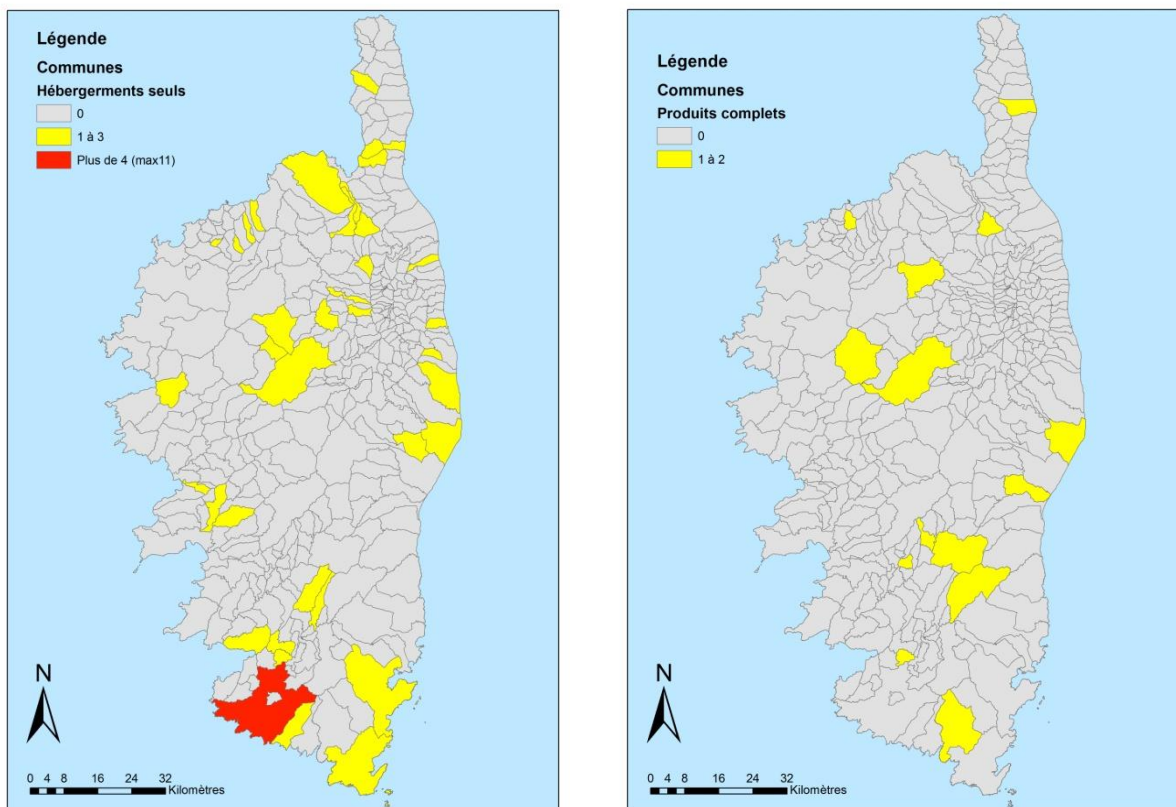 Légende
Communes
Hébergerments seuls
0
1 à 3
Plus de 4 (max11)
N
0 4 8 16 24 32
Kilomètres
Légende
Communes
Produits complets
0
1 à 2
N
0 4 8 16 24 32
Kilomètres